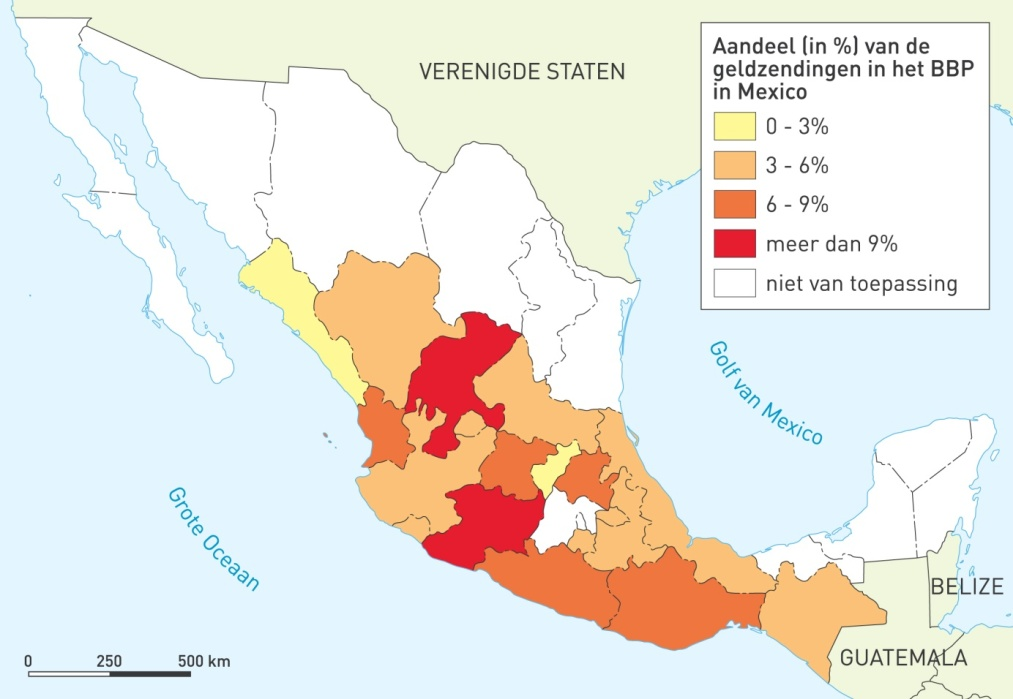 VERENIGDE STATEN
Aandeel (in %) van de
geldzendingen in het BBP
in Mexico
0 - 3%
3 - 6%
6 - 9%
meer dan 9%
niet van toepassing
Golf van Mexico
Grote Oceaan
BELIZE
GUATEMALA
0 250 500 km